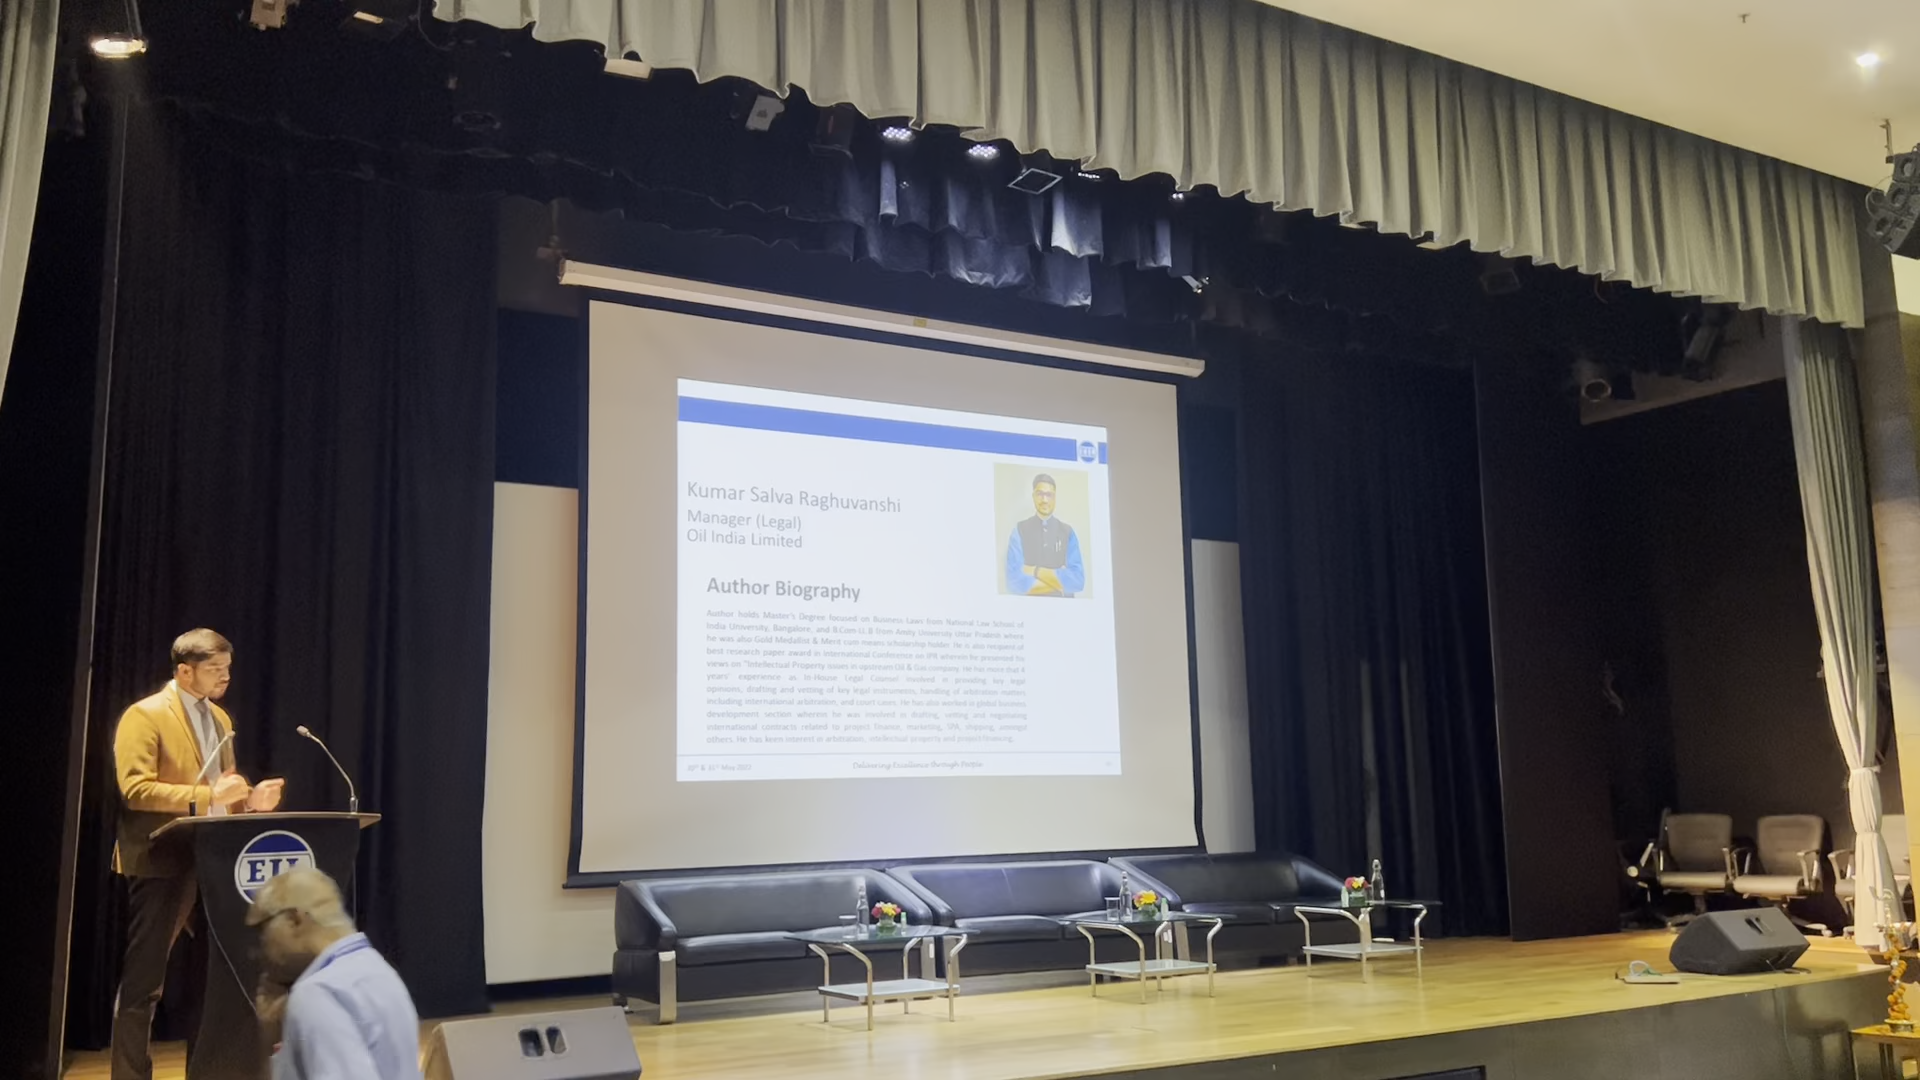 Kumar Salva Raghuvanshi
Manager (Legal)
Oil India Limited
Author Biography
Author holds Master's Degree focused on Business Laws from National Law School of
India University, Bangalore, and B.Com LL.B from Amity University Uttar Pradesh where
he was also Gold Medallist & Merit cum means scholarship holder. He is also recipient of
best research paper award in International Conference on IPR wherein he presented his
views on "Intellectual Property issues in upstream Oil & Gas company. He has more that
years' experience as In-House Legal Counsel involved in providing key legal
opinions, drafting and vetting of key legal instruments, handling of arbitration matters
including international arbitration, and court cases. He has also worked in global business
development section wherein he was involved in drafting, vetting and negotiating
international contracts related to project finance, marketing, SPA, shipping, amongst
others. He has keen interest in arbitration, intellectual property and project financing.
May
Delivering Excellence through People
EIL